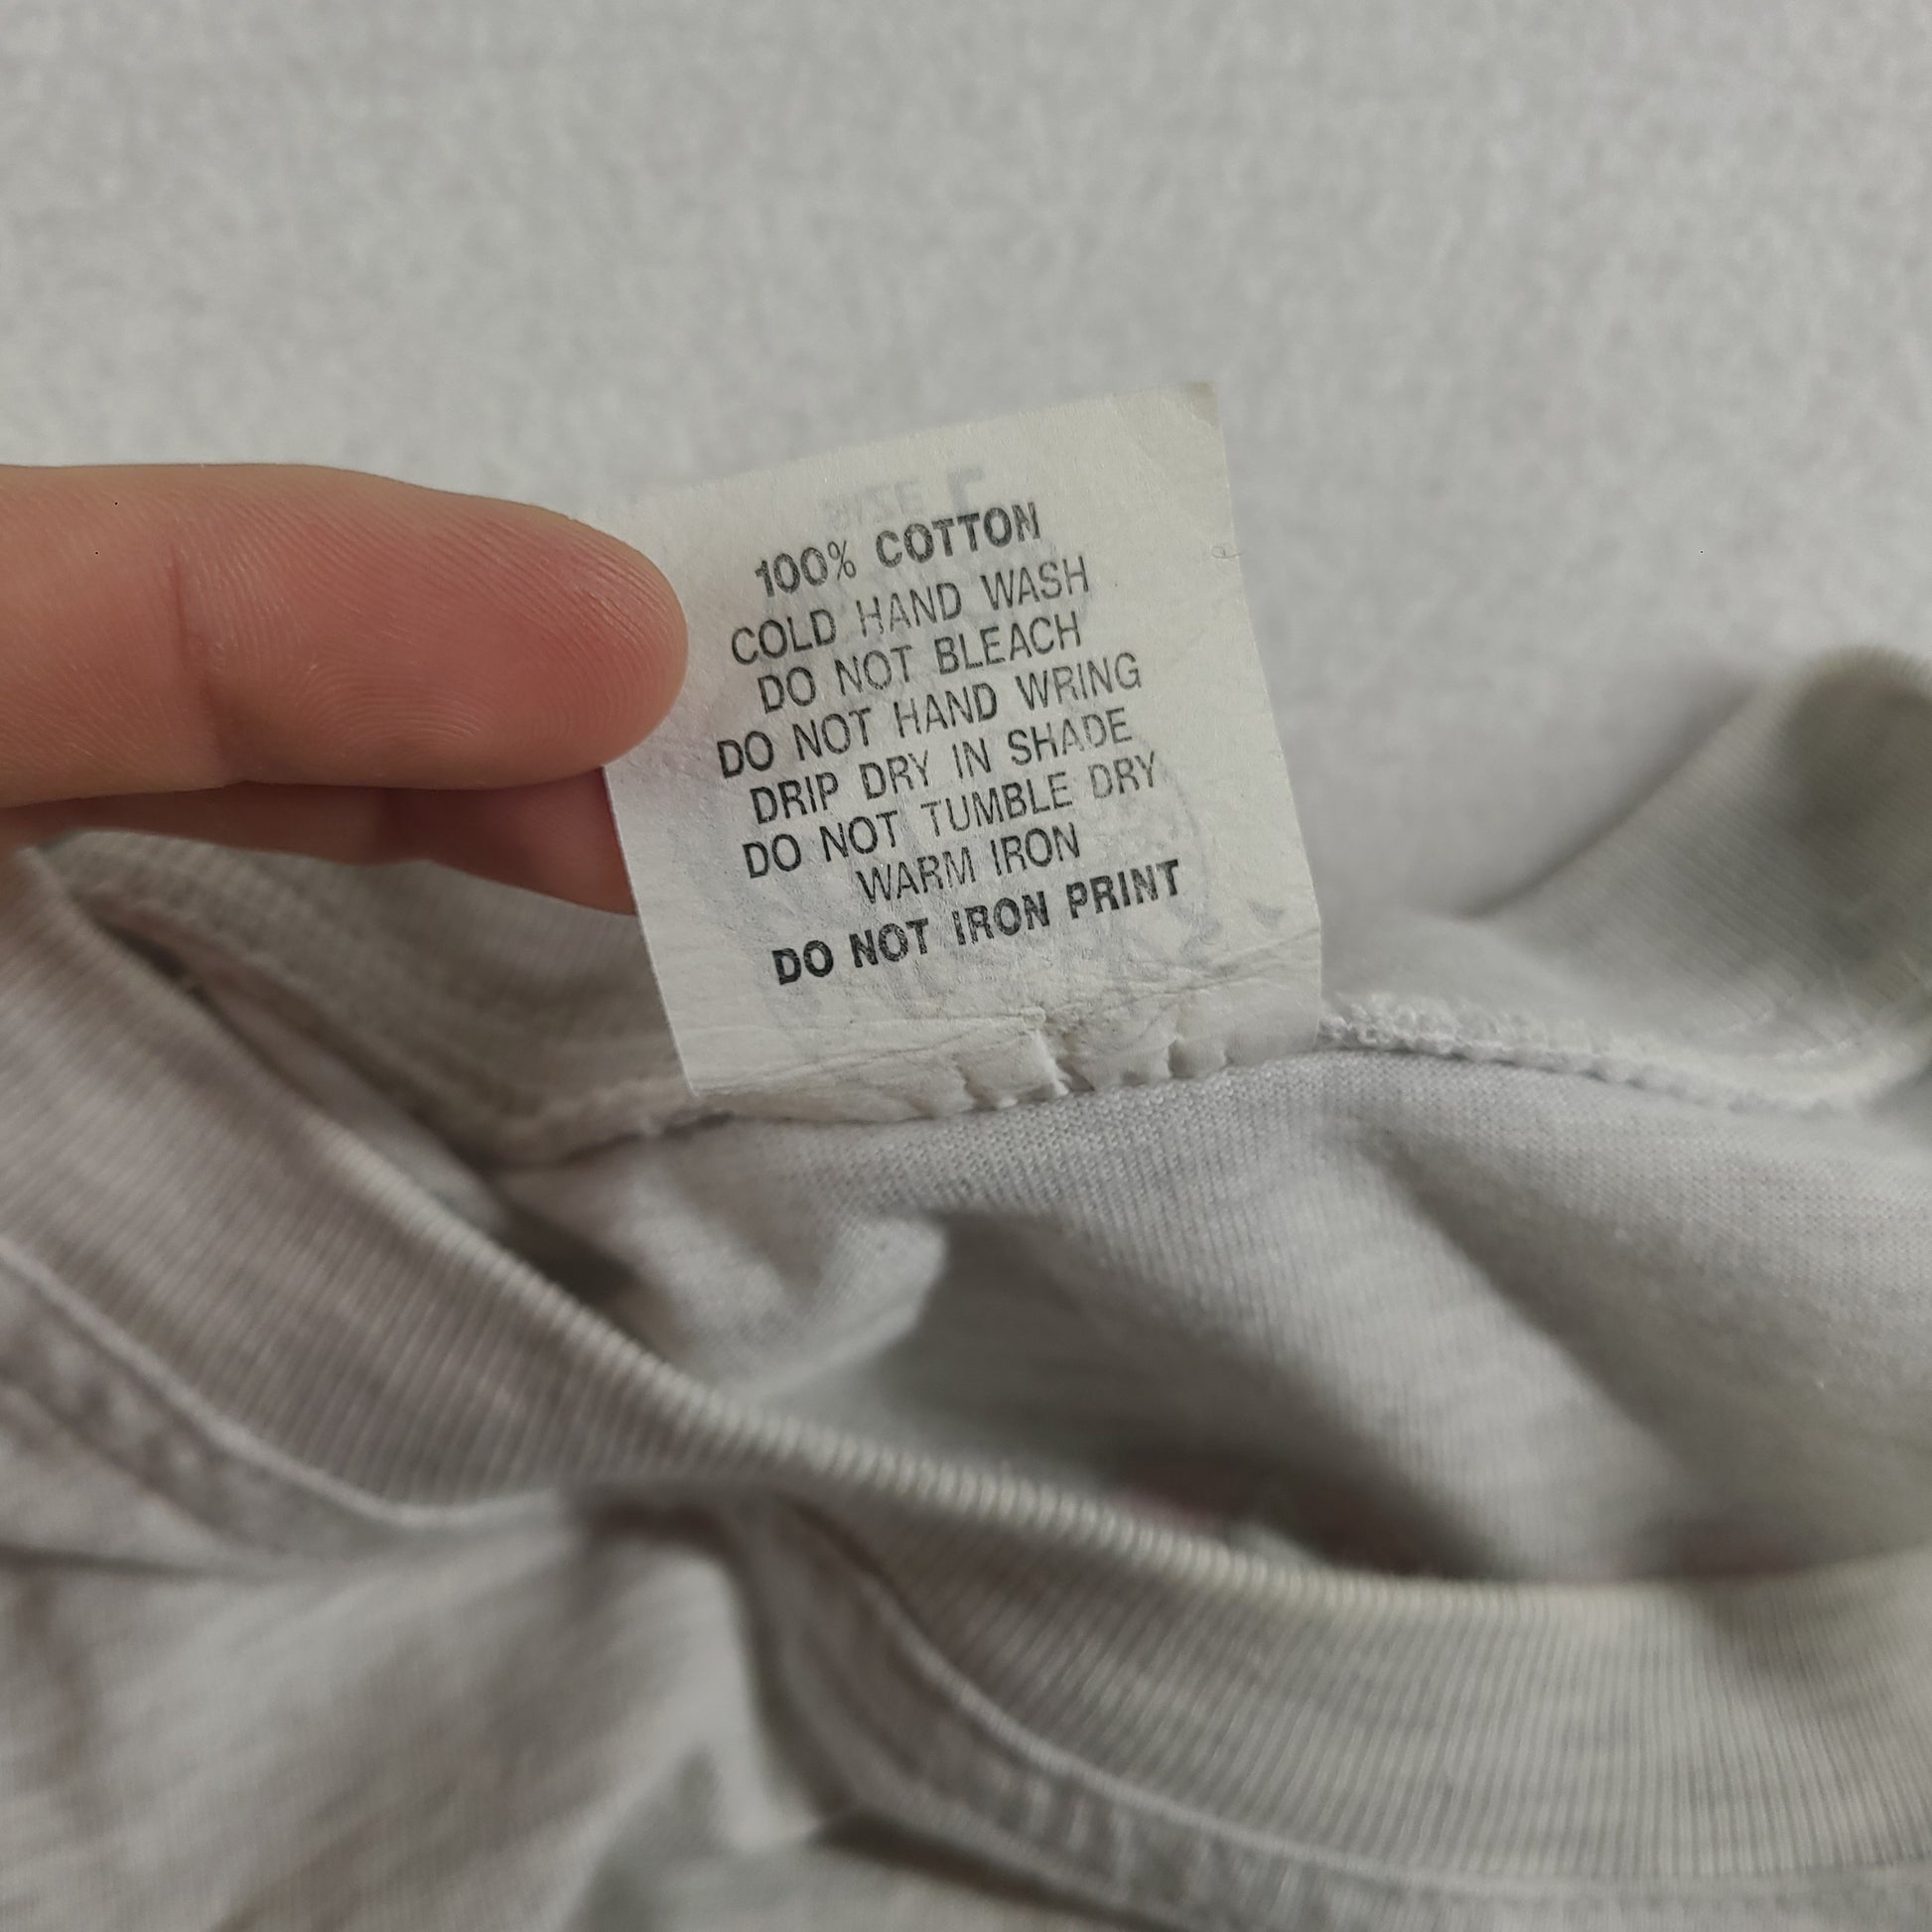 100% COTTON
COLD HAND WASH
DO NOT BLEACH
DO NOT HAND WRING
DRIP DRY IN SHADE
DO NOT TUMBLE DRY
WARM IRON
DO NOT IRON PRINT